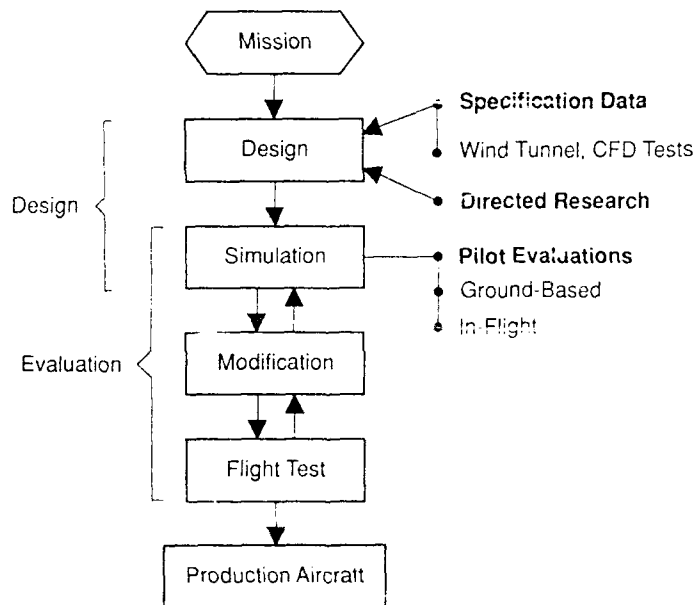 Mission
Specification Data
Design
Wind Tunnel, CFD Tests
Design
Directed Research
Simulation
Pilot Evaluations
Ground-Based
In-Flight
Evaluation
Modification
Flight Test
Production Aircraft